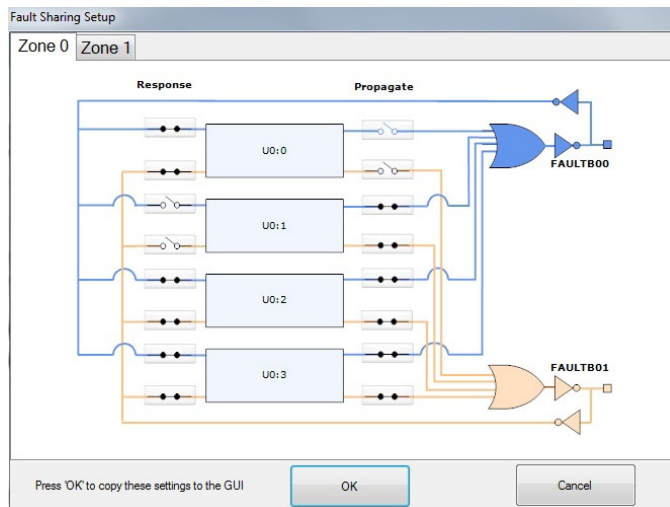 Fault Sharing Setup
Zone 0 Zone 1
Response Propagate
U0:0
FAULTB00
U0:1
U0:2
U0:3
FAULTB01
Press 'OK' to copy these settings to the GUI OK Cancel